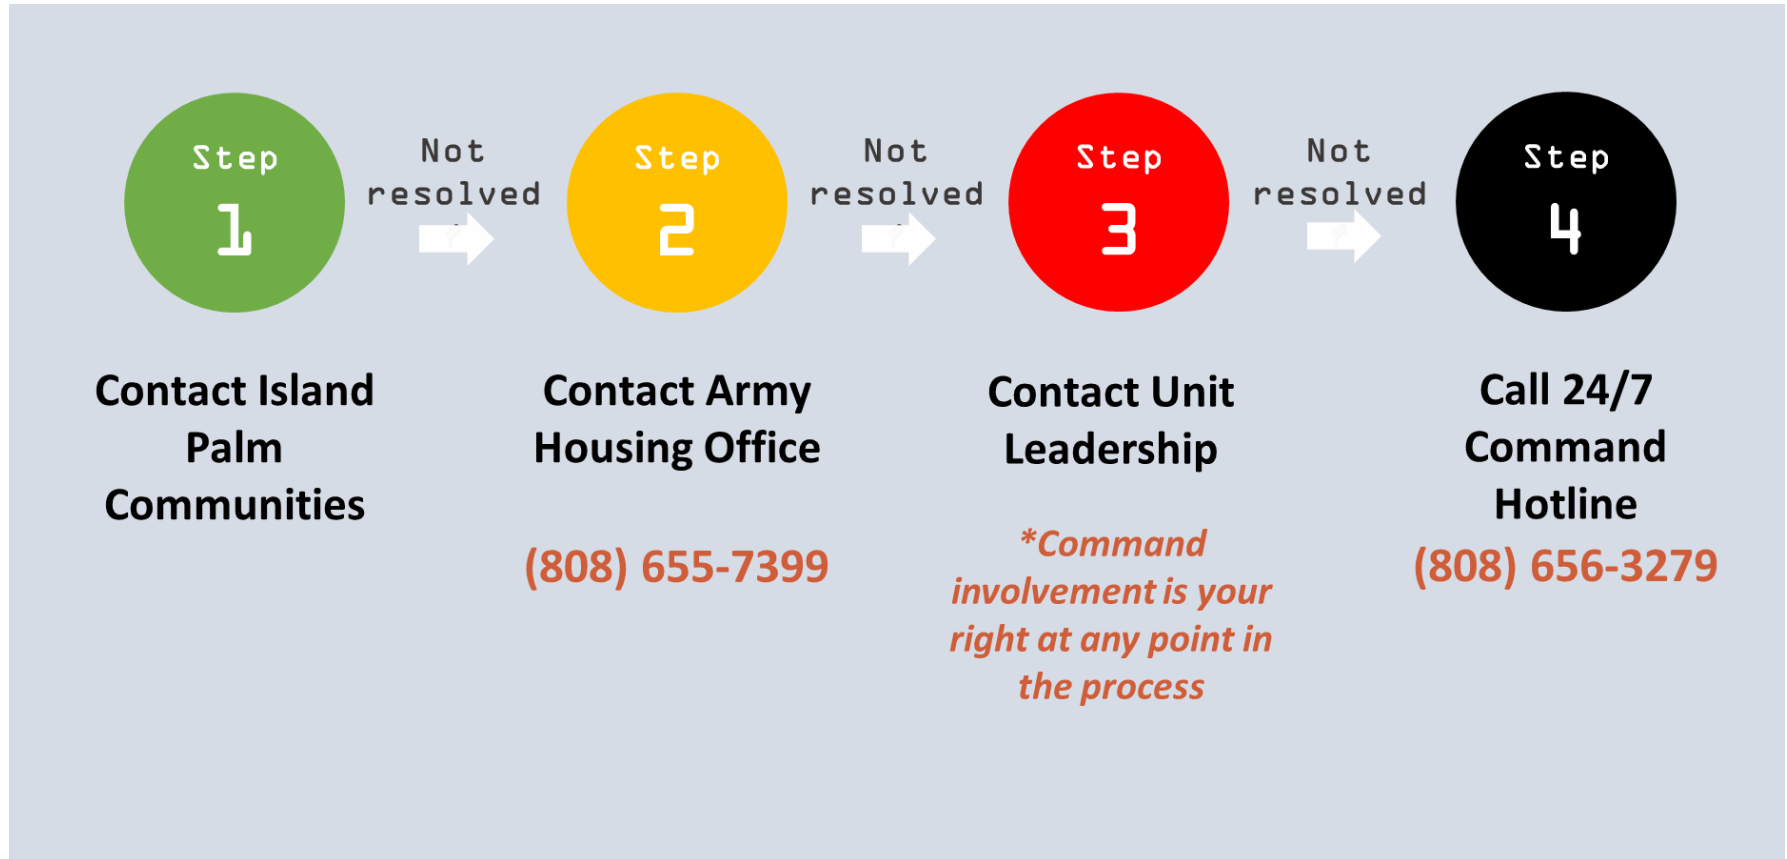 Step
1
Not
resolved
?
Step
2
Not
resolved
?
Step
3
Not
resolved
?
Step
4
Contact Island
Palm
Communities
Contact Army
Housing Office
(808) 655-7399
Contact Unit
Leadership
*Command
involvement is your
right at any point in
the process
Call 24/7
Command
Hotline
(808) 656-3279